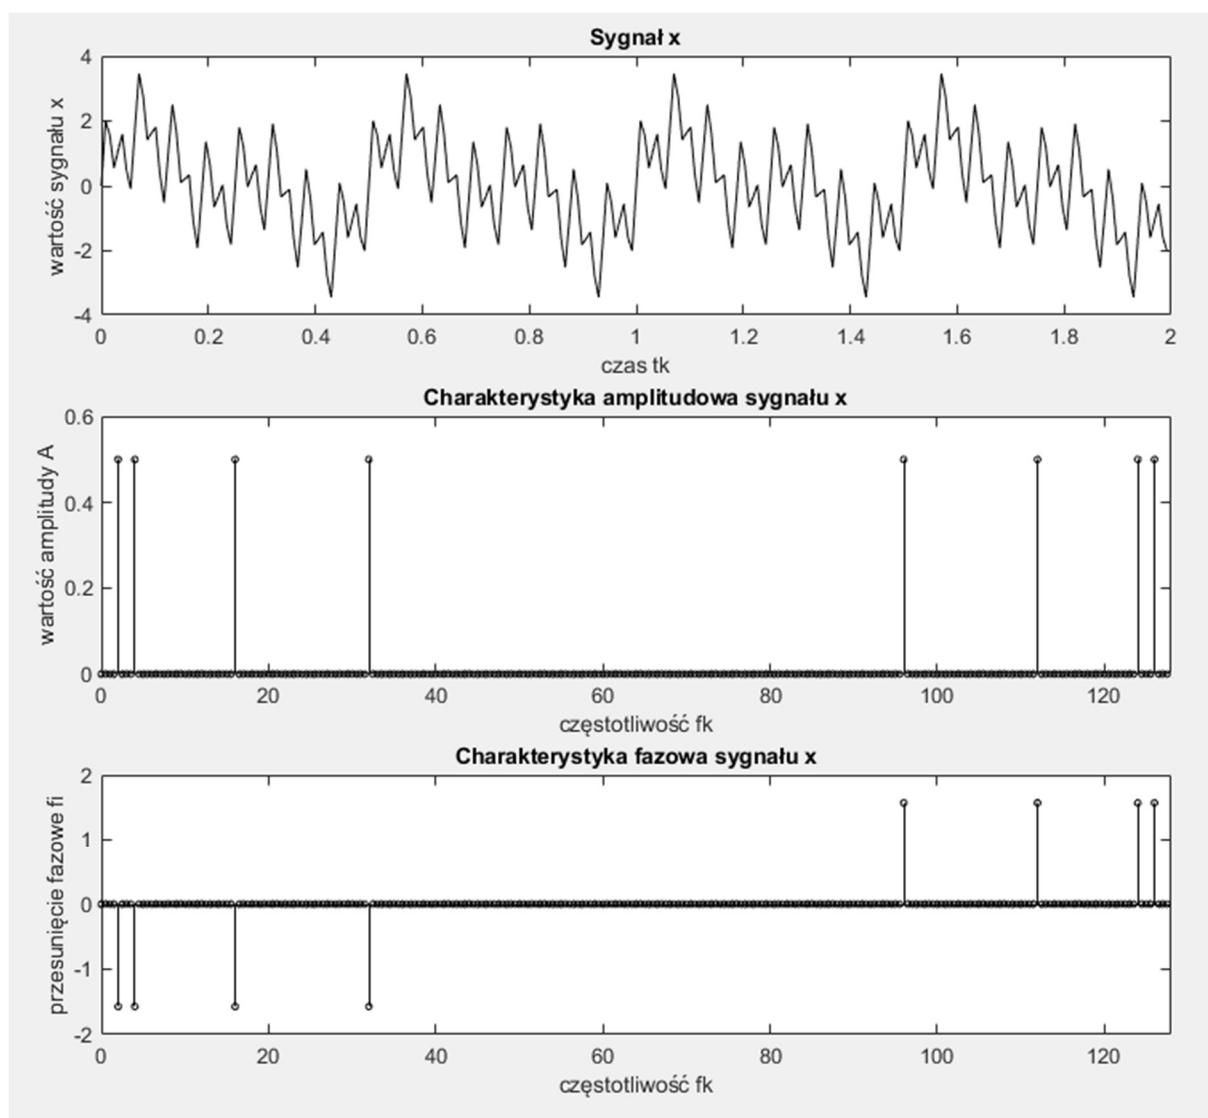 Sygnał x
4
2
0
-2
-4
wartość sygnału x
0 0.2 0.4 0.6 0.8 1 1.2 1.4 1.6 1.8 2
czas tk
Charakterystyka amplitudowa sygnału x
0.6
0.4
0.2
0
wartość amplitudy A
0 20 40 60 80 100 120
częstotliwość fk
Charakterystyka fazowa sygnału x
2
1
0
-1
-2
przesunięcie fazowe fi
0 20 40 60 80 100 120
częstotliwość fk